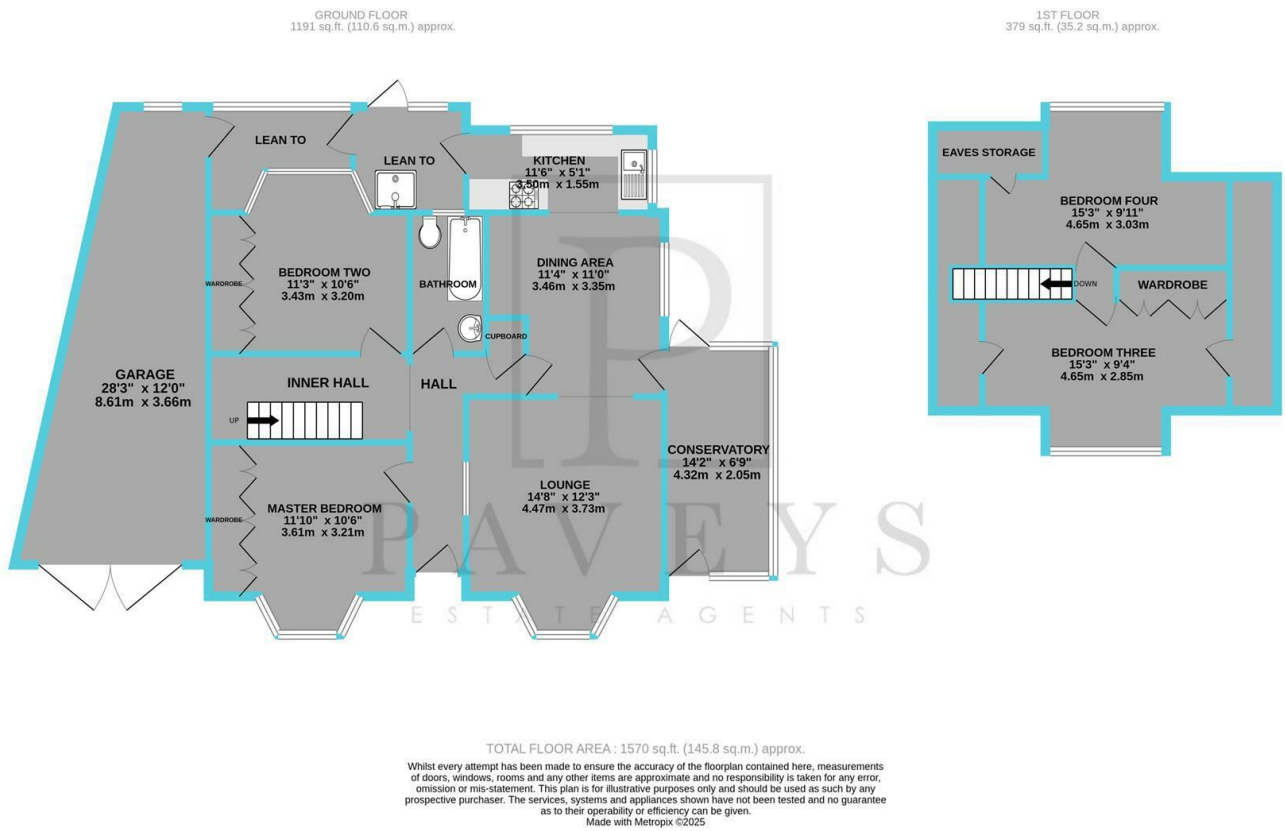 GROUND FLOOR
1191 sq.ft. (110.6 sq.m.) approx.
1ST FLOOR
379 sq.ft. (35.2 sq.m.) approx.
LEAN TO
LEAN TO
KITCHEN
11'6" x 5'1"
3.50m x 1.55m
BEDROOM TWO
11'3" x 10'6"
3.43m x 3.20m
WARDROBE
BATHROOM
DINING AREA
11'4" x 11'0"
3.46m x 3.35m
CUPBOARD
GARAGE
28'3" x 12'0"
8.61m x 3.66m
INNER HALL
HALL
UP
CONSERVATORY
14'2" x 6'9"
4.32m x 2.05m
LOUNGE
14'8" x 12'3"
4.47m x 3.73m
MASTER BEDROOM
11'10" x 10'6"
3.61m x 3.21m
WARDROBE
EAVES STORAGE
BEDROOM FOUR
15'3" x 9'11"
4.65m x 3.03m
DOWN
WARDROBE
BEDROOM THREE
15'3" x 9'4"
4.65m x 2.85m
P
PAVEYS
ESTATE AGENTS
TOTAL FLOOR AREA : 1570 sq.ft. (145.8 sq.m.) approx.
Whilst every attempt has been made to ensure the accuracy of the floorplan contained here, measurements
of doors, windows, rooms and any other items are approximate and no responsibility is taken for any error,
omission or mis-statement. This plan is for illustrative purposes only and should be used as such by any
prospective purchaser. The services, systems and appliances shown have not been tested and no guarantee
as to their operability or efficiency can be given.
Made with Metropix ©2025